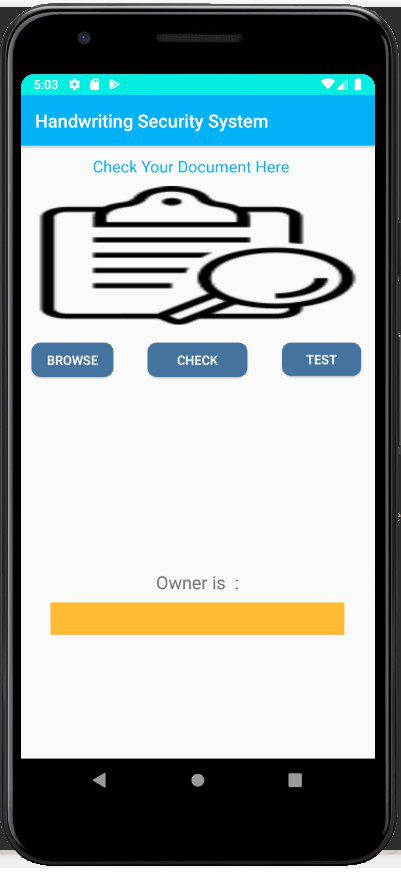 5:03
Handwriting Security System
Check Your Document Here
BROWSE CHECK TEST
Owner is :